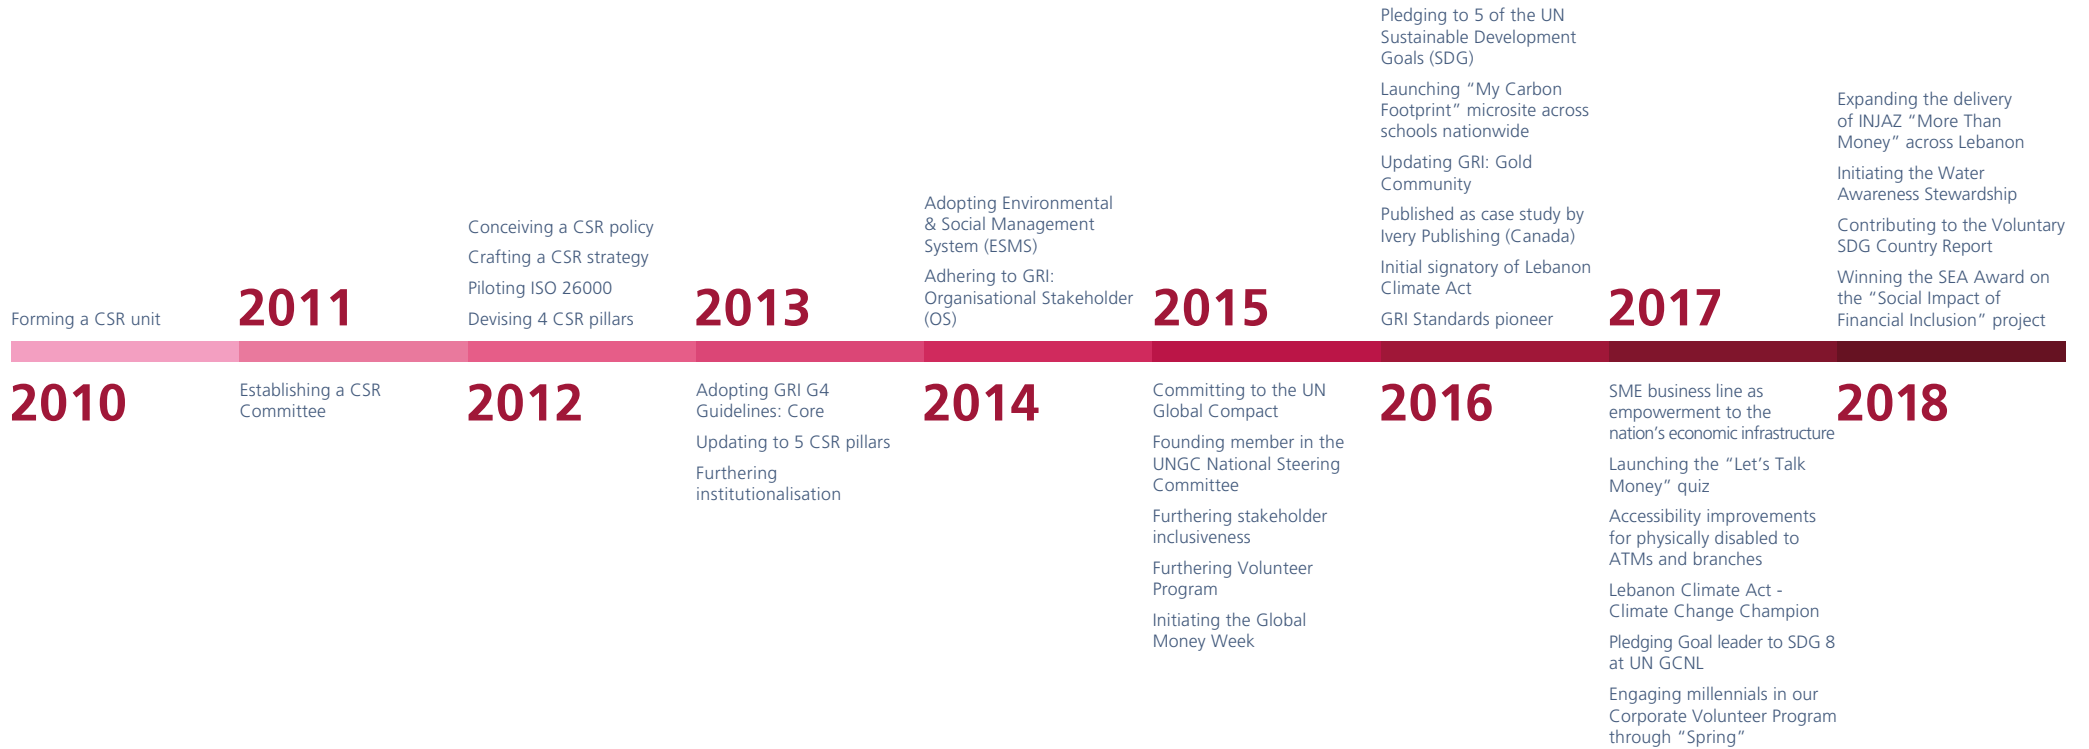 2010
Forming a CSR unit
2011
Establishing a CSR
Committee
2012
Conceiving a CSR policy
Crafting a CSR strategy
Piloting ISO 26000
Devising 4 CSR pillars
2013
Adopting GRI G4
Guidelines: Core
Updating to 5 CSR pillars
Furthering
institutionalisation
2014
Adopting Environmental
& Social Management
System (ESMS)
Adhering to GRI:
Organisational Stakeholder
(OS)
2015
Committing to the UN
Global Compact
Founding member in the
UNGC National Steering
Committee
Furthering stakeholder
inclusiveness
Furthering Volunteer
Program
Initiating the Global
Money Week
2016
Pledging to 5 of the UN
Sustainable Development
Goals (SDG)
Launching “My Carbon
Footprint” microsite across
schools nationwide
Updating GRI: Gold
Community
Published as case study by
Ivery Publishing (Canada)
Initial signatory of Lebanon
Climate Act
GRI Standards pioneer
2017
SME business line as
empowerment to the
nation’s economic infrastructure
Launching the “Let’s Talk
Money” quiz
Accessibility improvements
for physically disabled to
ATMs and branches
Lebanon Climate Act -
Climate Change Champion
Pledging Goal leader to SDG 8
at UN GCNL
Engaging millennials in our
Corporate Volunteer Program
through “Spring”
2018
Expanding the delivery
of INJAZ “More Than
Money” across Lebanon
Initiating the Water
Awareness Stewardship
Contributing to the Voluntary
SDG Country Report
Winning the SEA Award on
the “Social Impact of
Financial Inclusion” project